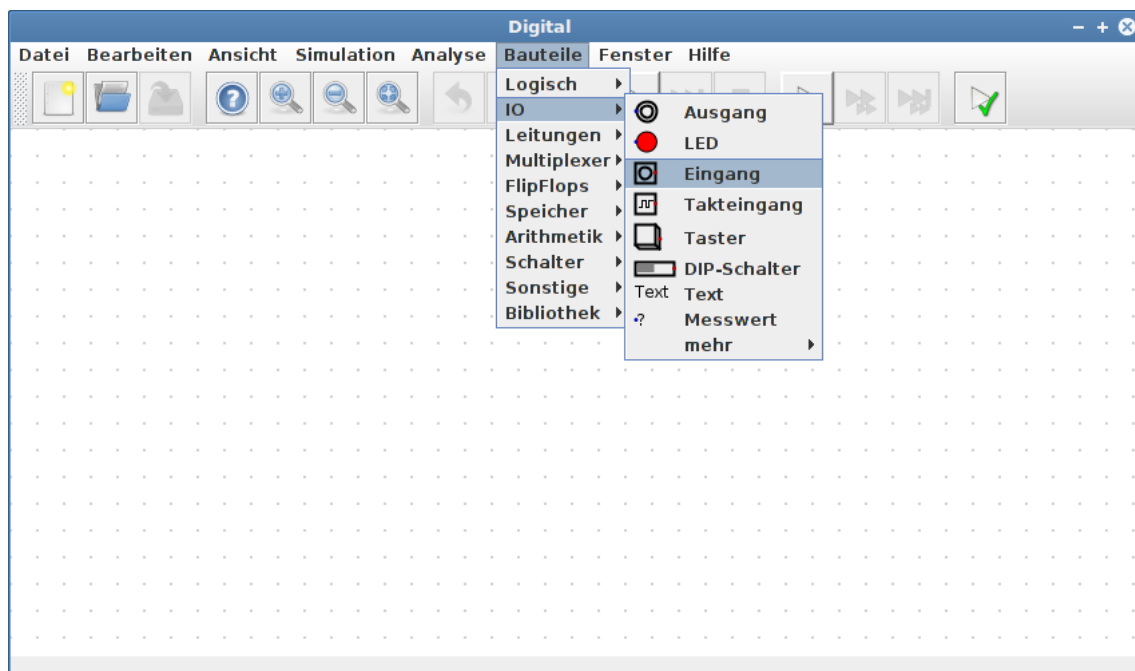 Digital
Datei Bearbeiten Ansicht Simulation Analyse Bauteile Fenster Hilfe
Logisch
IO
Leitungen
Multiplexer
FlipFlops
Speicher
Arithmetik
Schalter
Sonstige
Bibliothek
Ausgang
LED
Eingang
Takteingang
Taster
DIP-Schalter
Text Text
? Messwert
mehr